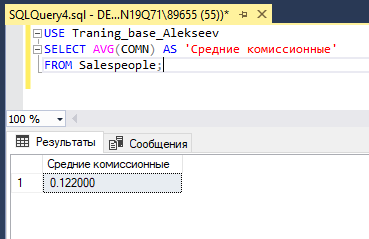 SQLQuery4.sql - DE...N19Q71\89655 (55))*
USE Traning_base_Alekseev
SELECT AVG(COMN) AS 'Средние комиссионные'
FROM Salespeople;
100 %
Результаты Сообщения
Средние комиссионные
1 0.122000